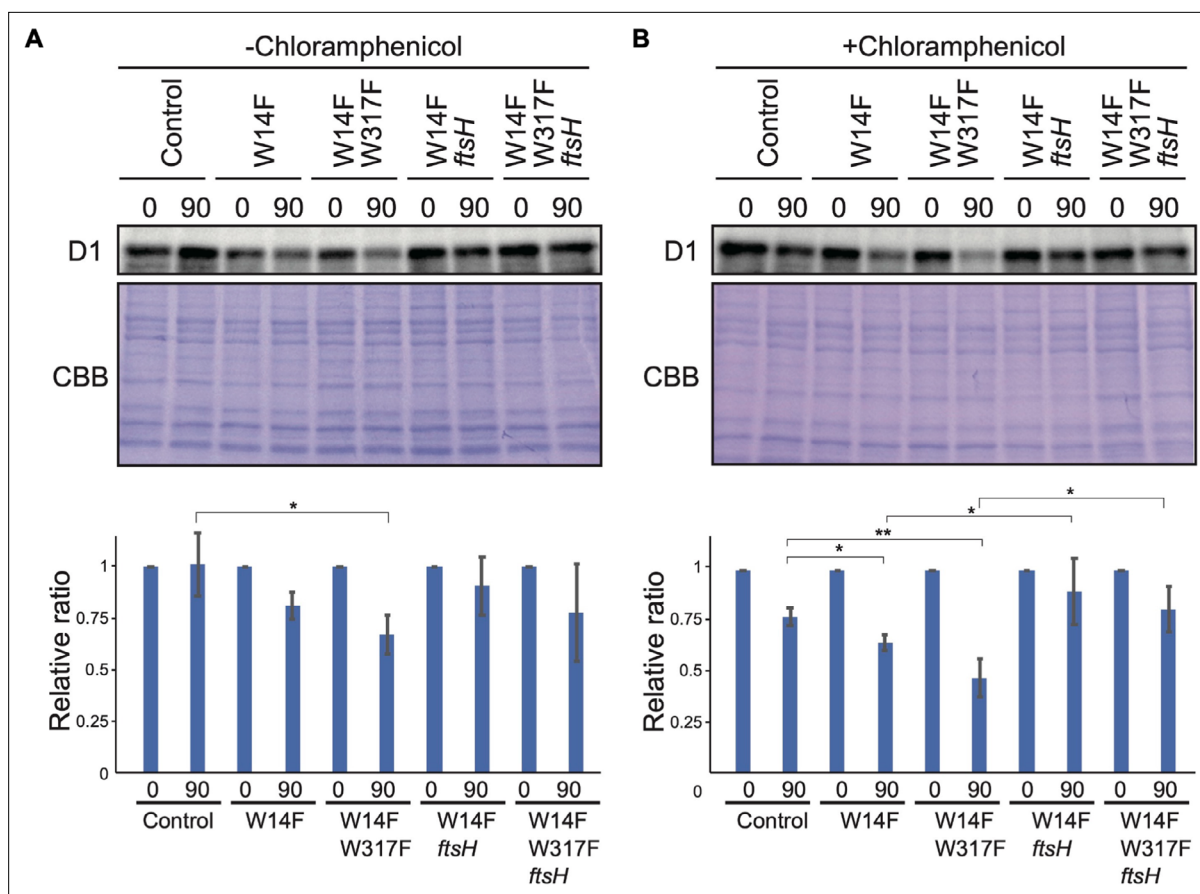 A
-Chloramphenicol
Control
W14F
W14F
W317F
W14F
ftsH
W14F
W317F
ftsH
0 90 0 90 0 90 0 90 0 90
D1
CBB
*
Relative ratio
1
0.75
0.5
0.25
0
0 90 0 90 0 90 0 90 0 90
Control W14F W14F W14F W14F
W317F ftsH W317F
ftsH
B
+Chloramphenicol
Control
W14F
W14F
W317F
W14F
ftsH
W14F
W317F
ftsH
0 90 0 90 0 90 0 90 0 90
D1
CBB
*
*
**
*
Relative ratio
1
0.75
0.5
0.25
0
0 90 0 90 0 90 0 90 0 90
Control W14F W14F W14F W14F
W317F ftsH W317F
ftsH